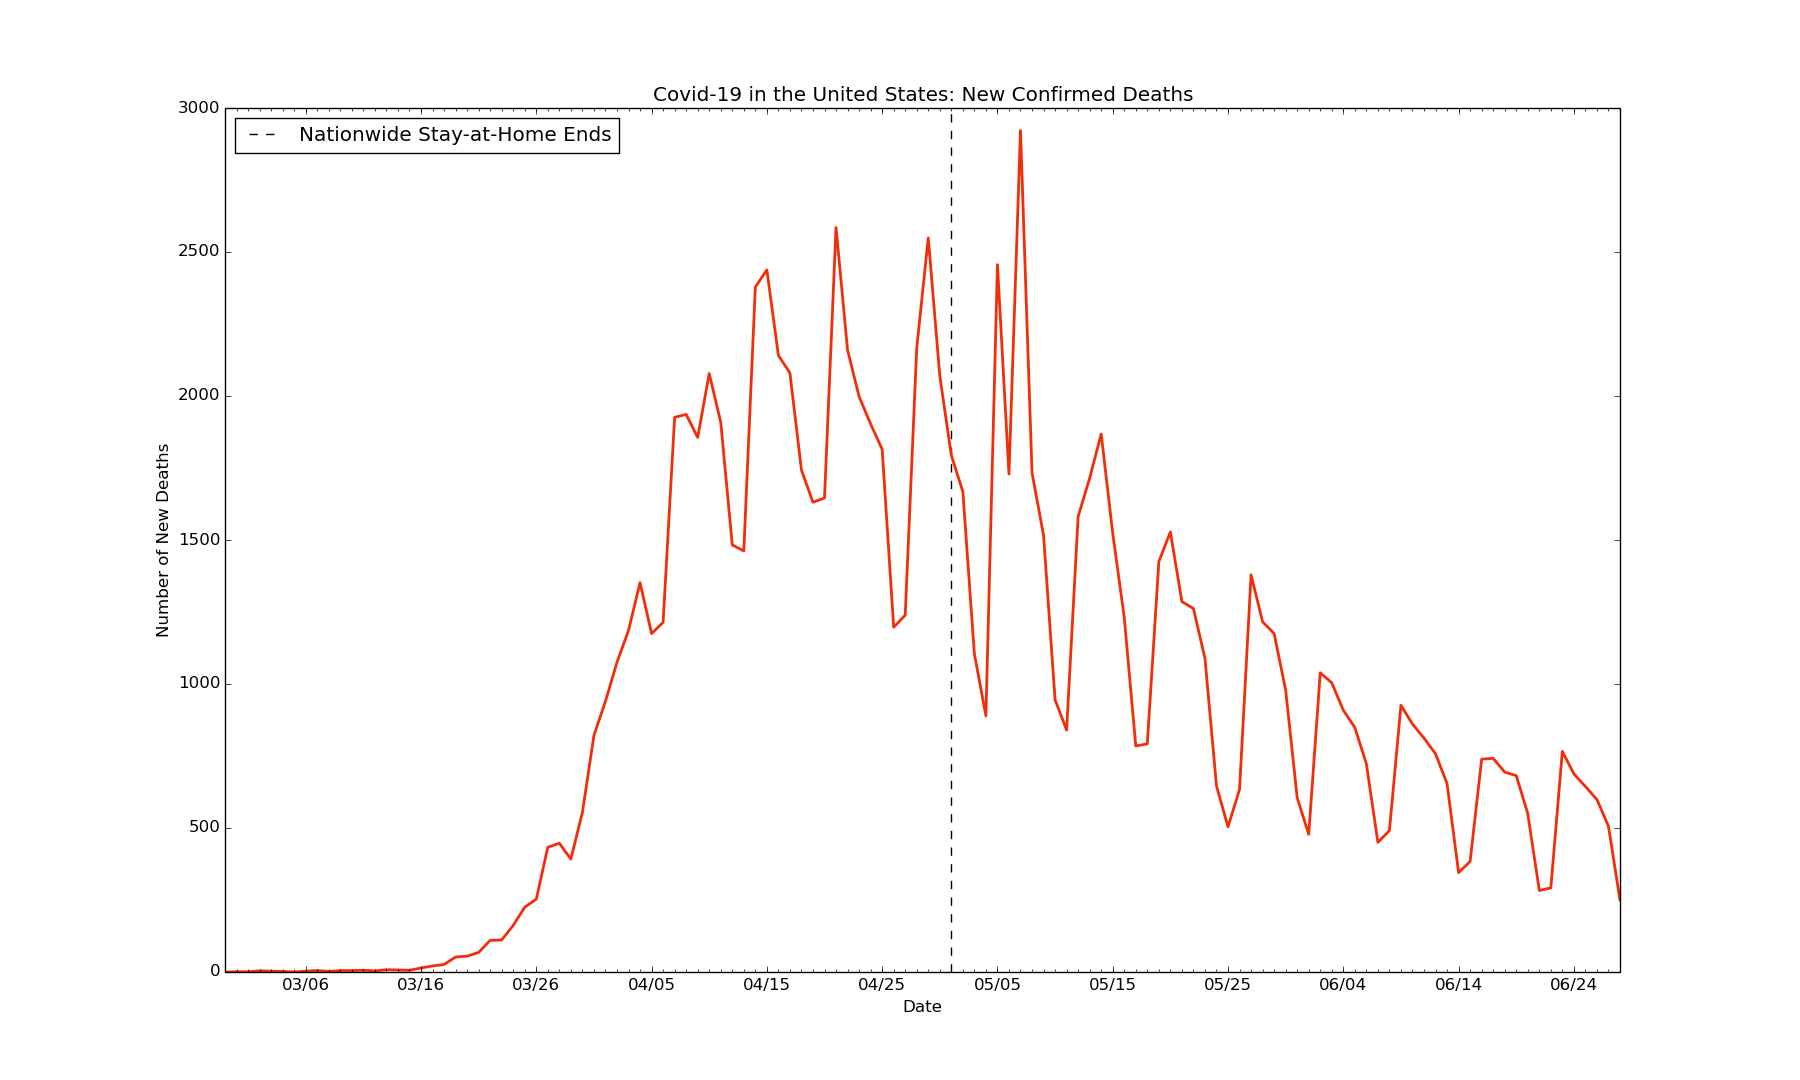 Covid-19 in the United States: New Confirmed Deaths
3000
Nationwide Stay-at-Home Ends
2500
2000
1500
1000
500
0
Number of New Deaths
03/06 03/16 03/26 04/05 04/15 04/25 05/05 05/15 05/25 06/04 06/14 06/24
Date